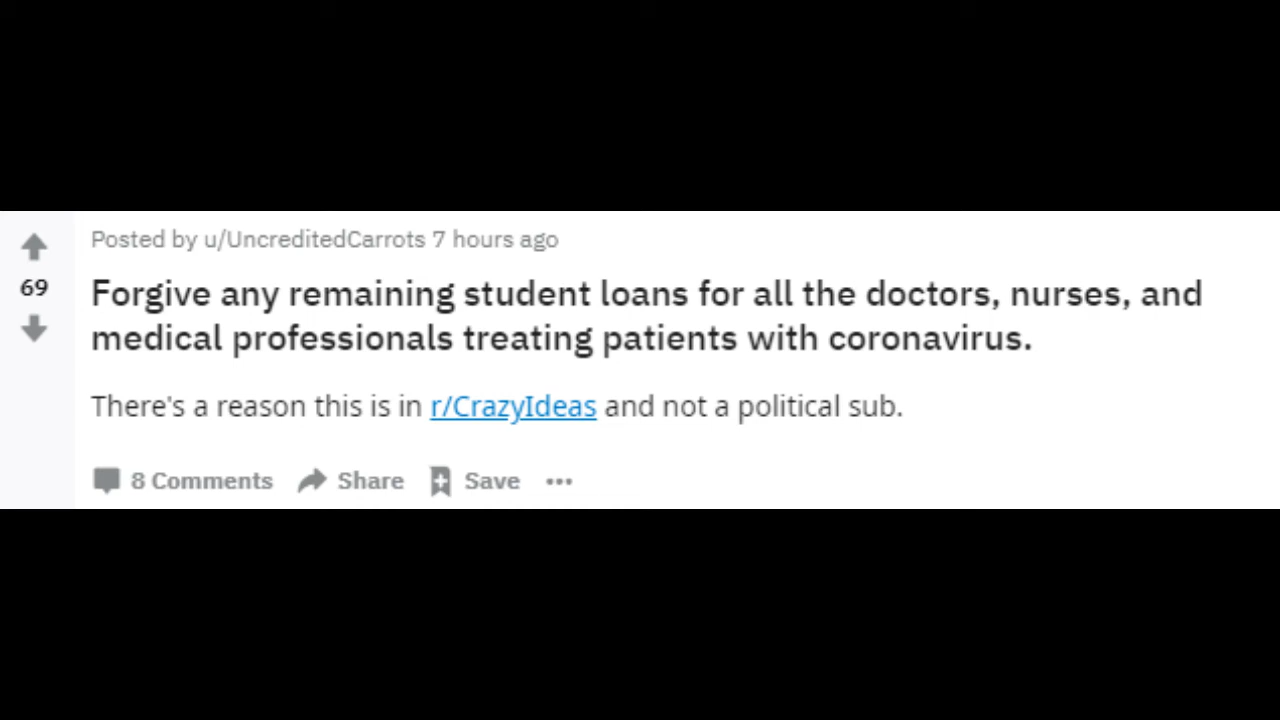 Posted by u/UncreditedCarrots 7 hours ago
69
Forgive any remaining student loans for all the doctors, nurses, and
medical professionals treating patients with coronavirus.
There's a reason this is in r/CrazyIdeas and not a political sub.
8 Comments Share Save •••